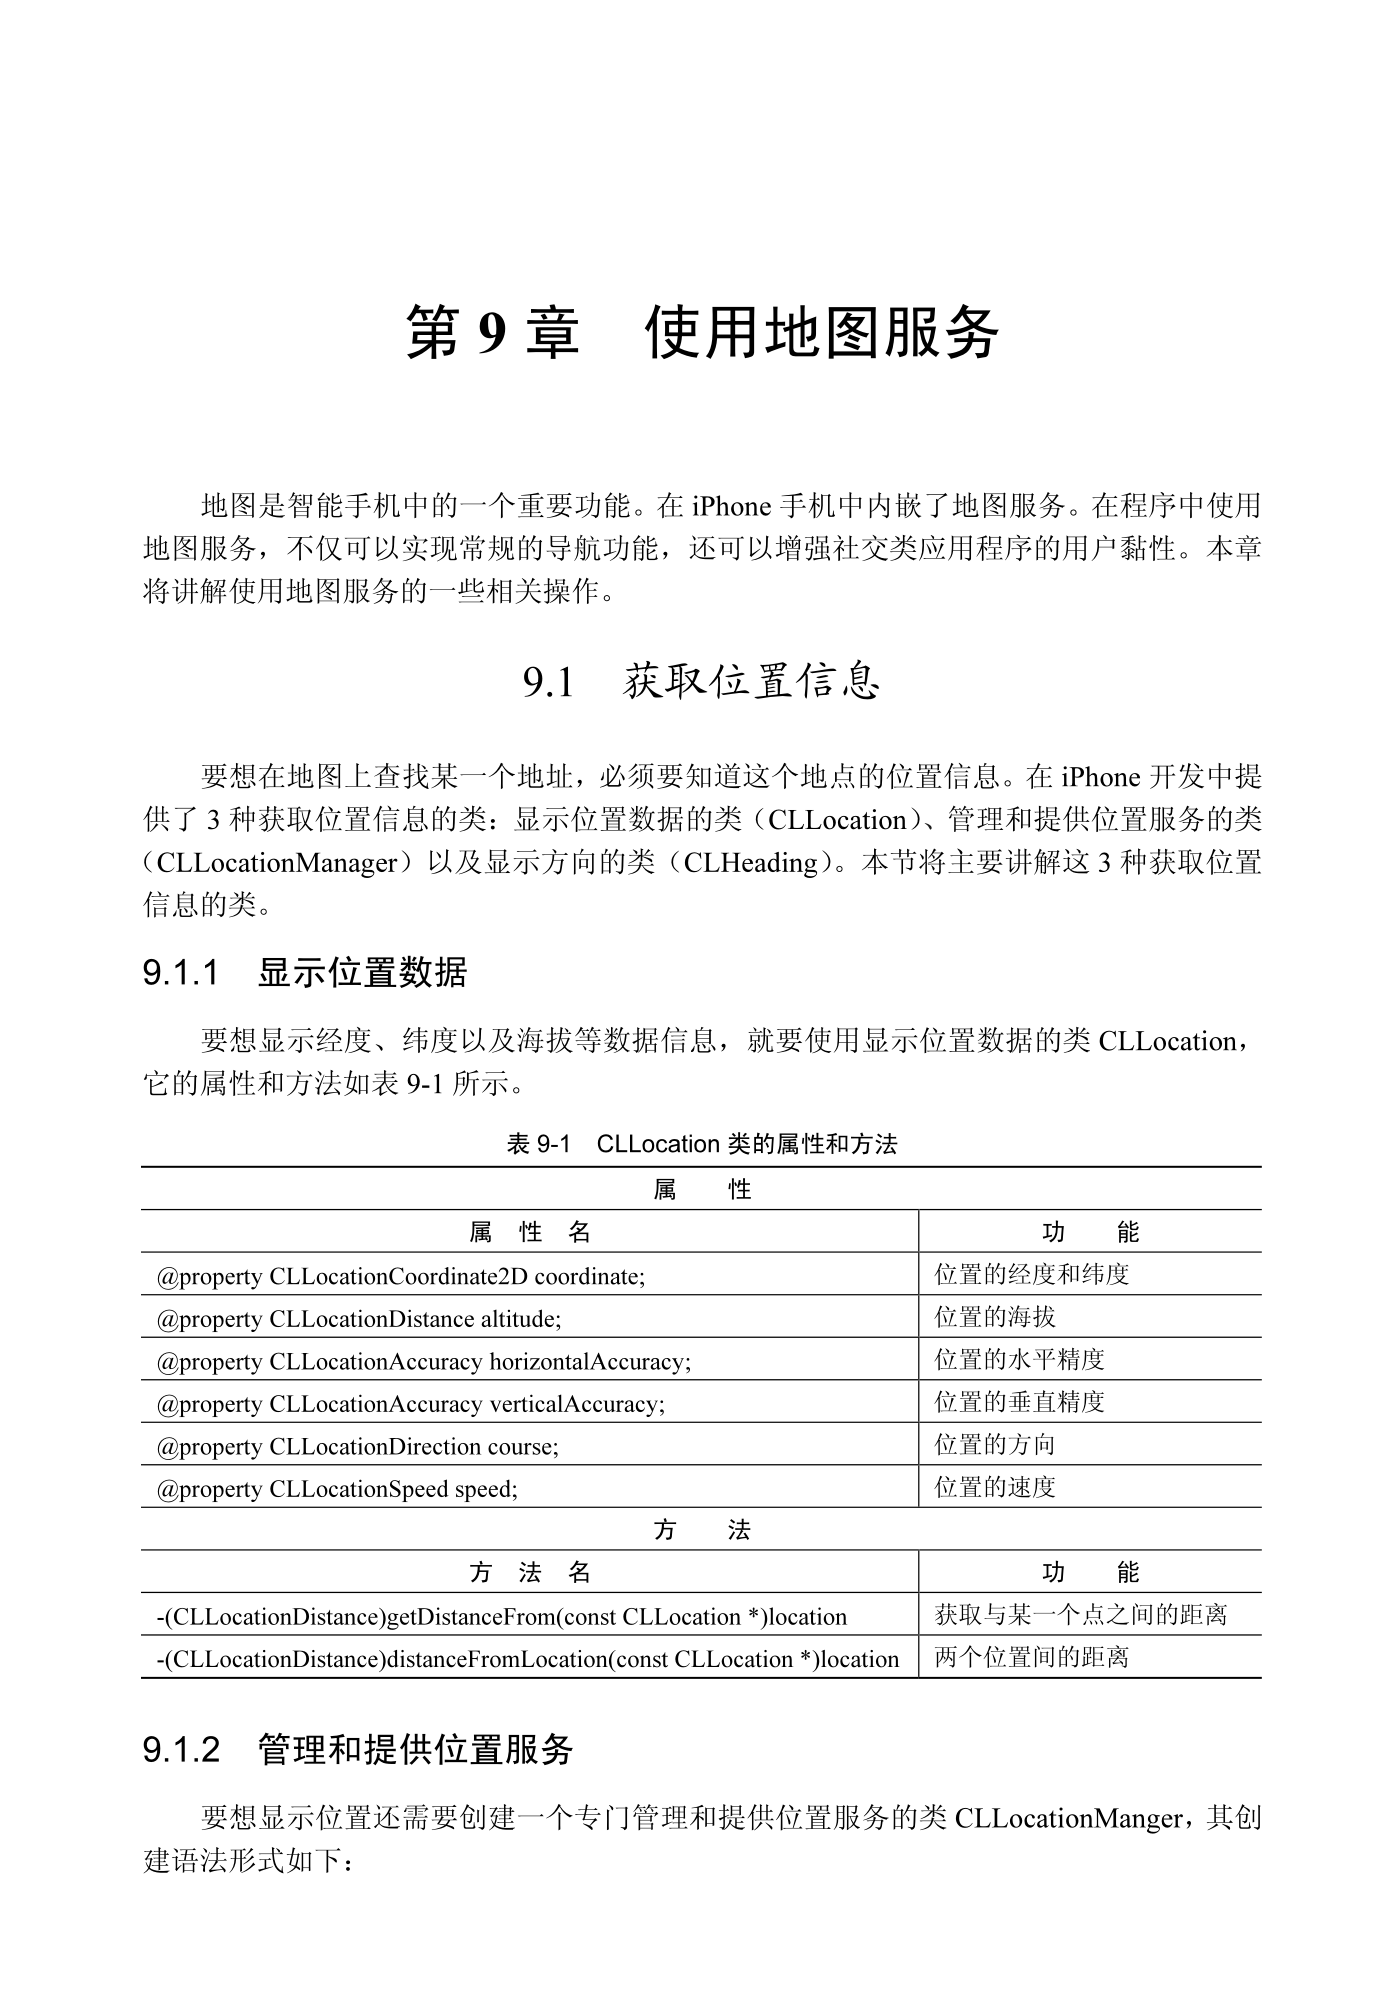 第 9 章　使用地图服务
地图是智能手机中的一个重要功能。在 iPhone 手机中内嵌了地图服务。在程序中使用
地图服务，不仅可以实现常规的导航功能，还可以增强社交类应用程序的用户黏性。本章
将讲解使用地图服务的一些相关操作。
9.1　获取位置信息
要想在地图上查找某一个地址，必须要知道这个地点的位置信息。在 iPhone 开发中提
供了 3 种获取位置信息的类：显示位置数据的类（CLLocation）、管理和提供位置服务的类
（CLLocationManager）以及显示方向的类（CLHeading）。本节将主要讲解这 3 种获取位置
信息的类。
9.1.1　显示位置数据
要想显示经度、纬度以及海拔等数据信息，就要使用显示位置数据的类 CLLocation，
它的属性和方法如表 9-1 所示。
表 9-1　CLLocation 类的属性和方法
属　性
属 性 名　功　能
@property CLLocationCoordinate2D coordinate;　位置的经度和纬度
@property CLLocationDistance altitude;　位置的海拔
@property CLLocationAccuracy horizontalAccuracy;　位置的水平精度
@property CLLocationAccuracy verticalAccuracy;　位置的垂直精度
@property CLLocationDirection course;　位置的方向
@property CLLocationSpeed speed;　位置的速度
方　法
方 法 名　功　能
-(CLLocationDistance)getDistanceFrom(const CLLocation *)location　获取与某一个点之间的距离
-(CLLocationDistance)distanceFromLocation(const CLLocation *)location　两个位置间的距离
9.1.2　管理和提供位置服务
要想显示位置还需要创建一个专门管理和提供位置服务的类 CLLocationManger，其创
建语法形式如下：